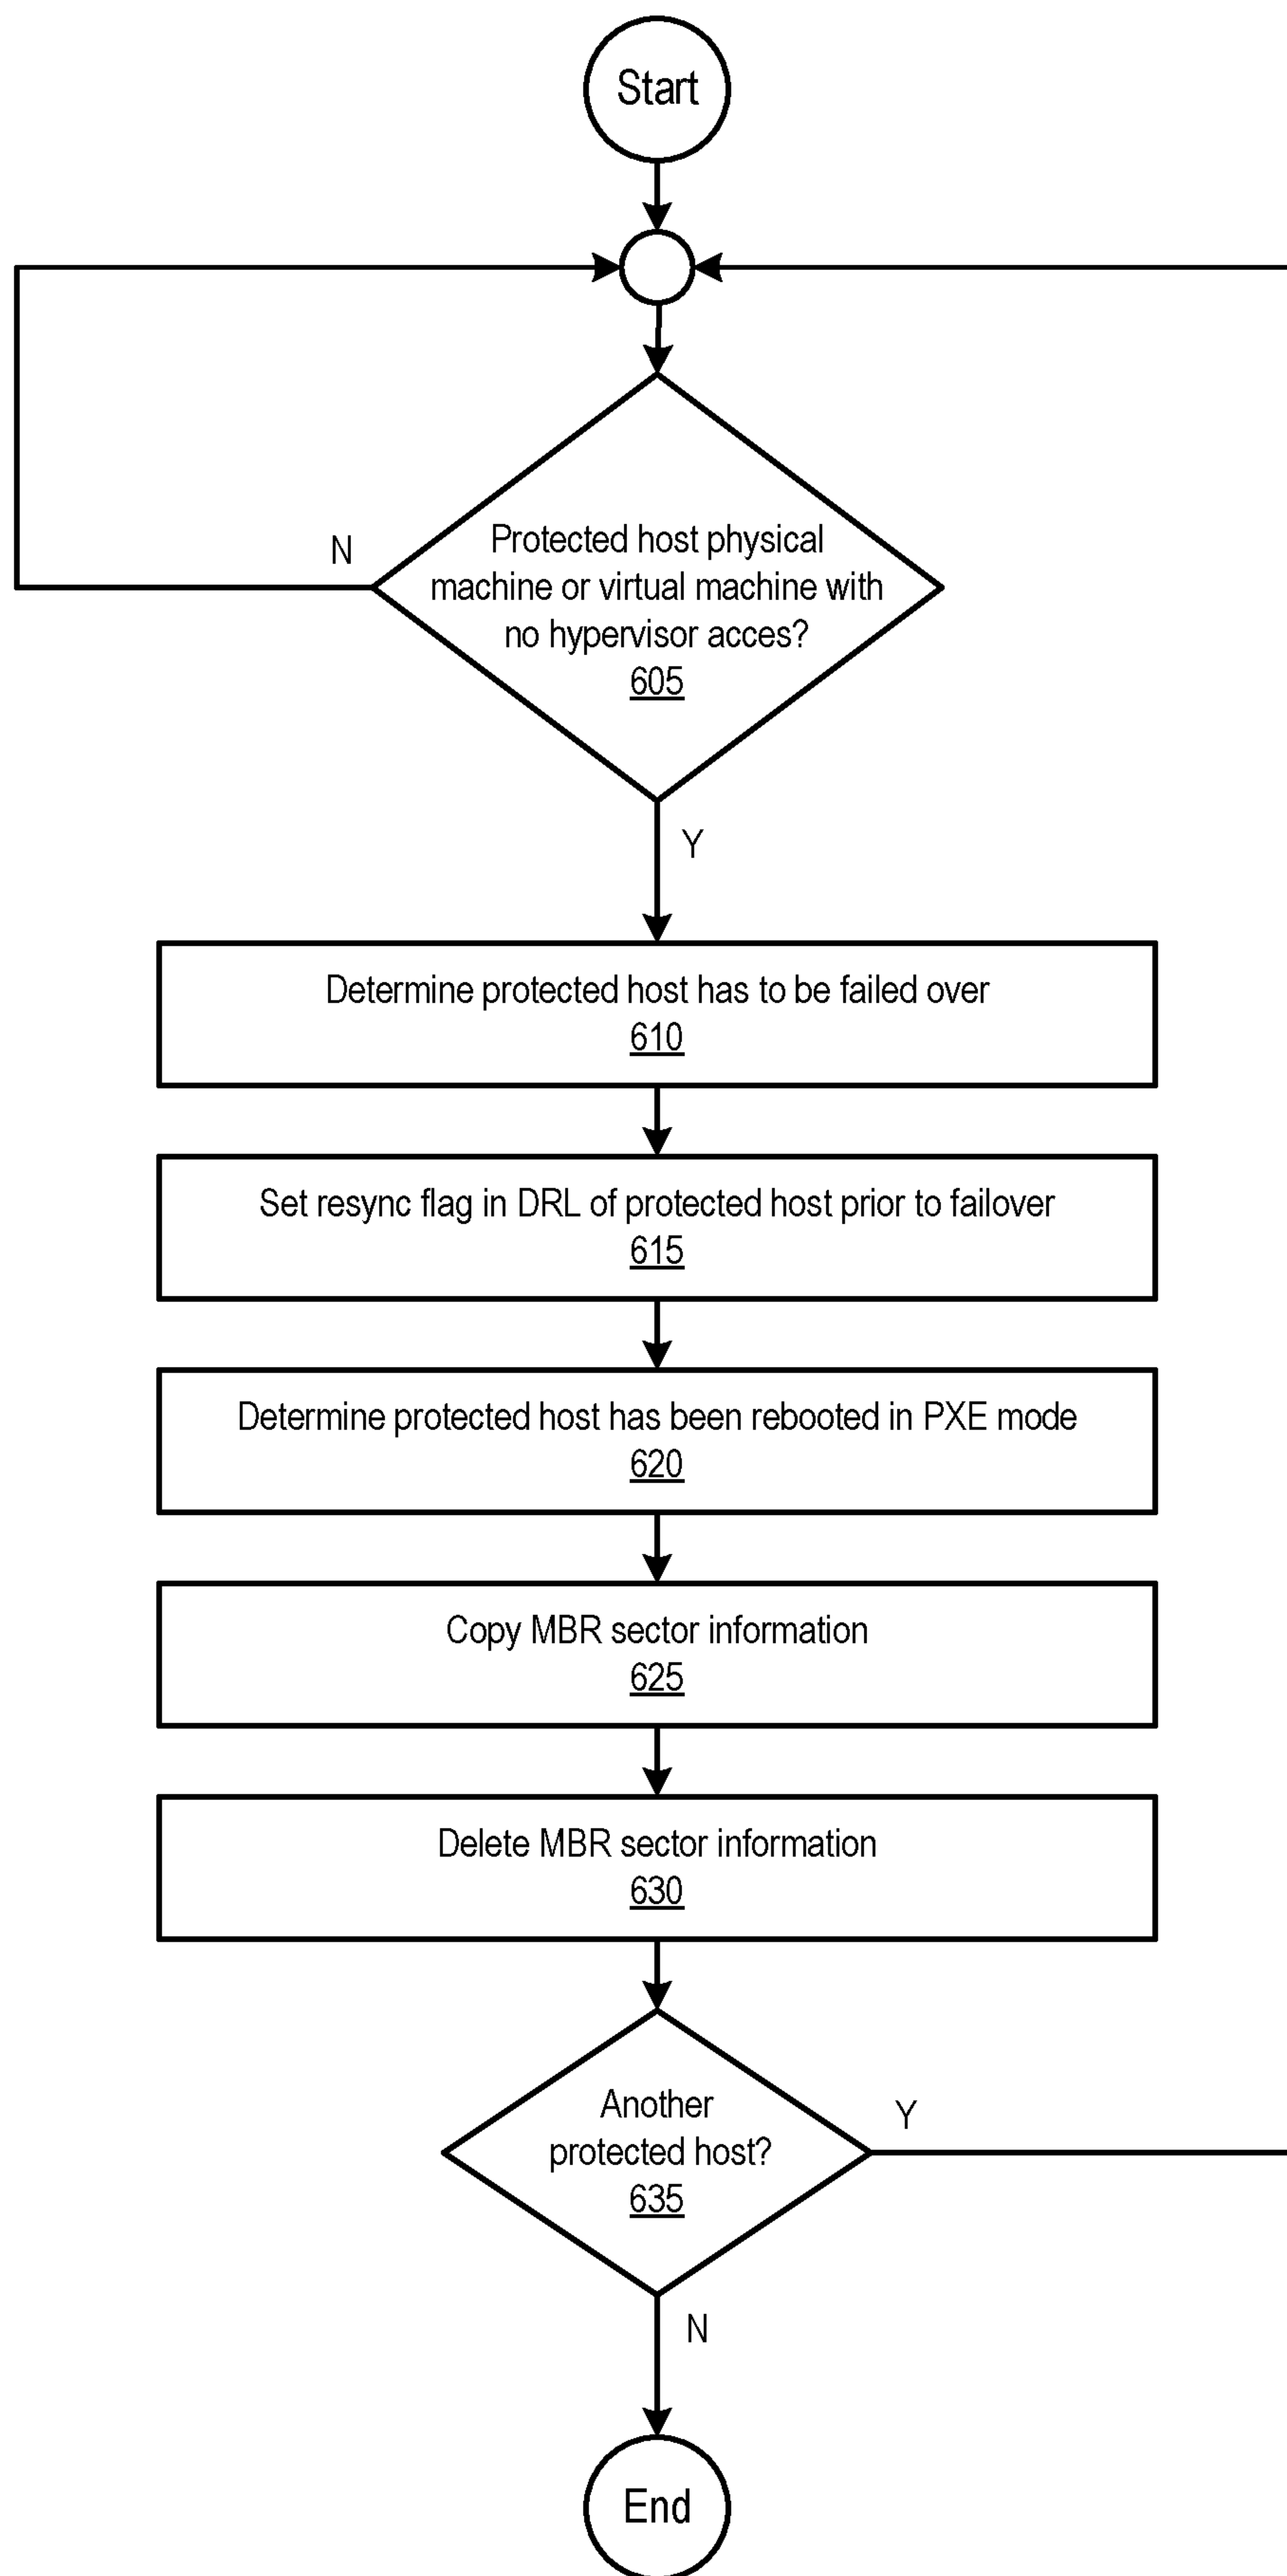 Start
Protected host physical
machine or virtual machine with
no hypervisor acces?
605
N
Y
Determine protected host has to be failed over
610
Set resync flag in DRL of protected host prior to failover
615
Determine protected host has been rebooted in PXE mode
620
Copy MBR sector information
625
Delete MBR sector information
630
Another
protected host?
635
Y
N
End